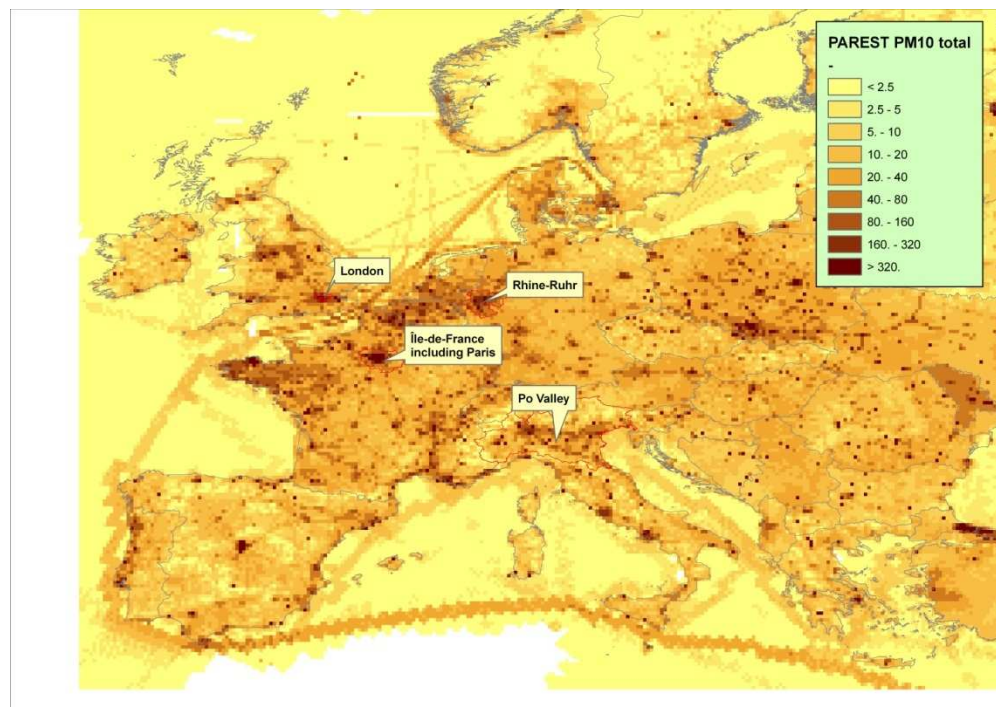 PAREST PM10 total
-
< 2.5
2.5 - 5
5. - 10
10. - 20
20. - 40
40. - 80
80. - 160
160. - 320
> 320.
London
Rhine-Ruhr
Île-de-France
including Paris
Po Valley